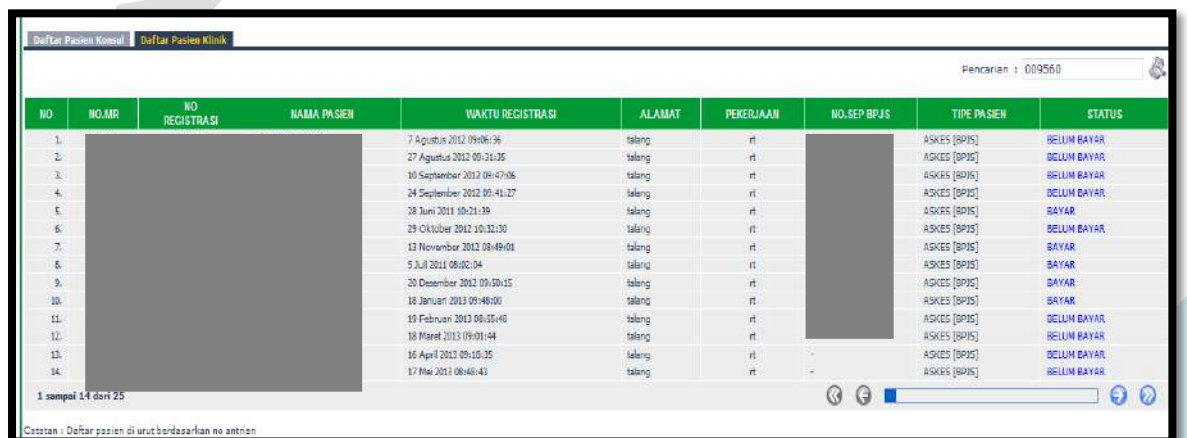 Daftar Pasien Konsul Daftar Pasien Klinik
Pencarian : 009560
NO NO.MR NO REGISTRASI NAMA PASIEN WAKTU REGISTRASI ALAMAT PEKERJAAN NO.SEP BPJS TIPE PASIEN STATUS
1. 7 Agustus 2012 09:06:36 talang rt ASKES [BPJS] BELUM BAYAR
2. 27 Agustus 2012 09:31:35 talang rt ASKES [BPJS] BELUM BAYAR
3. 10 September 2012 09:47:06 talang rt ASKES [BPJS] BELUM BAYAR
4. 24 September 2012 09:41:27 talang rt ASKES [BPJS] BELUM BAYAR
5. 28 Juni 2011 10:21:39 talang rt ASKES [BPJS] BAYAR
6. 29 Oktober 2012 10:32:30 talang rt ASKES [BPJS] BELUM BAYAR
7. 13 November 2012 08:49:01 talang rt ASKES [BPJS] BAYAR
8. 5 Juli 2011 08:02:04 talang rt ASKES [BPJS] BAYAR
9. 20 Desember 2012 09:50:15 talang rt ASKES [BPJS] BAYAR
10. 18 Januari 2013 09:48:00 talang rt ASKES [BPJS] BAYAR
11. 19 Februari 2013 08:55:48 talang rt ASKES [BPJS] BELUM BAYAR
12. 18 Maret 2013 09:01:44 talang rt ASKES [BPJS] BELUM BAYAR
13. 16 April 2013 09:18:35 talang rt - ASKES [BPJS] BELUM BAYAR
14. 17 Mei 2013 08:48:43 talang rt - ASKES [BPJS] BELUM BAYAR
1 sampai 14 dari 25
Catatan : Daftar pasien di urut berdasarkan no antrian